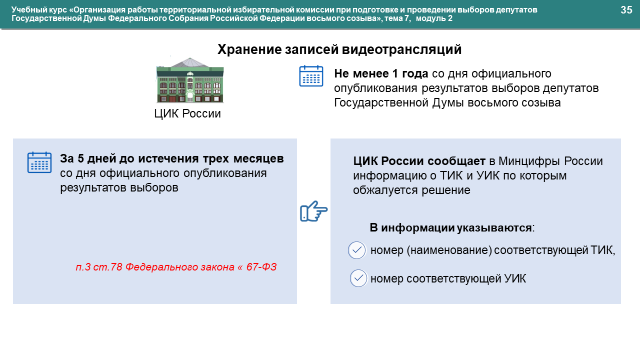 Учебный курс «Организация работы территориальной избирательной комиссии при подготовке и проведении выборов депутатов
Государственной Думы Федерального Собрания Российской Федерации восьмого созыва», тема 7, модуль 2
35
Хранение записей видеотрансляций
ЦИК России
Не менее 1 года со дня официального
опубликования результатов выборов депутатов
Государственной Думы восьмого созыва
За 5 дней до истечения трех месяцев
со дня официального опубликования
результатов выборов
п.3 ст.78 Федерального закона « 67-ФЗ
ЦИК России сообщает в Минцифры России
информацию о ТИК и УИК по которым
обжалуется решение
В информации указываются:
номер (наименование) соответствующей ТИК,
номер соответствующей УИК